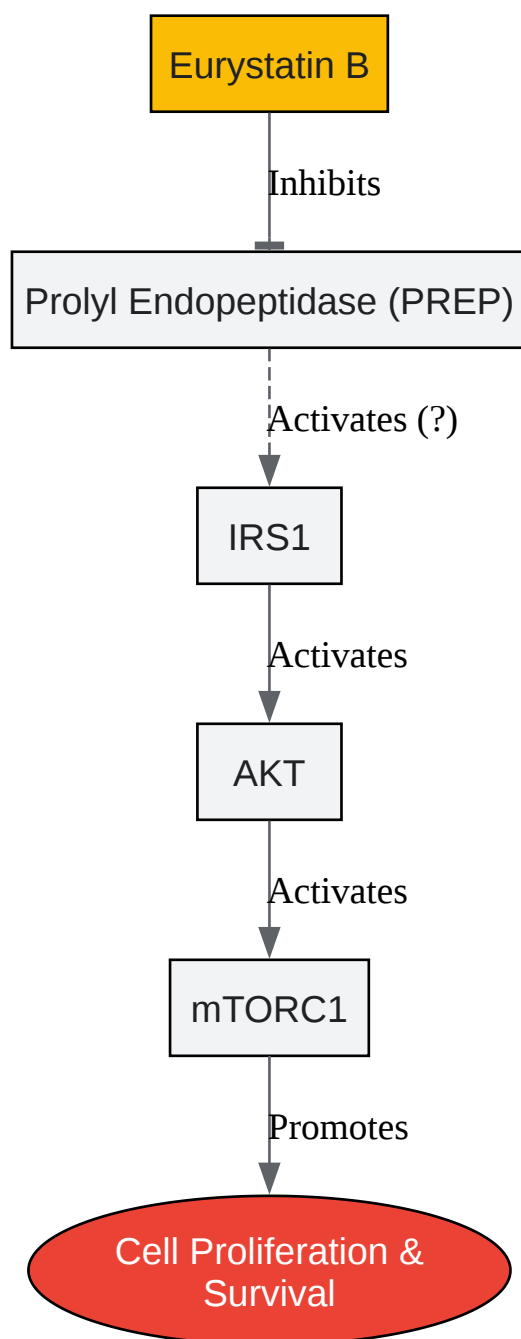 Eurystatin B
Inhibits
Prolyl Endopeptidase (PREP)
Activates (?)
IRS1
Activates
AKT
Activates
mTORC1
Promotes
Cell Proliferation &
Survival